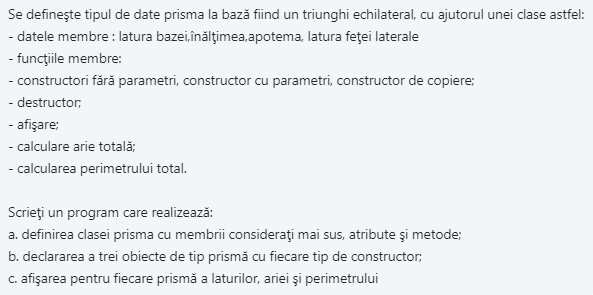 Se defineşte tipul de date prisma la bază fiind un triunghi echilateral, cu ajutorul unei clase astfel:
- datele membre : latura bazei,înălţimea,apotema, latura feţei laterale
- funcţiile membre:
- constructori fără parametri, constructor cu parametri, constructor de copiere;
- destructor;
- afişare;
- calculare arie totală;
- calcularea perimetrului total.
Scrieţi un program care realizează:
a. definirea clasei prisma cu membrii consideraţi mai sus, atribute şi metode;
b. declararea a trei obiecte de tip prismă cu fiecare tip de constructor;
c. afişarea pentru fiecare prismă a laturilor, ariei şi perimetrului